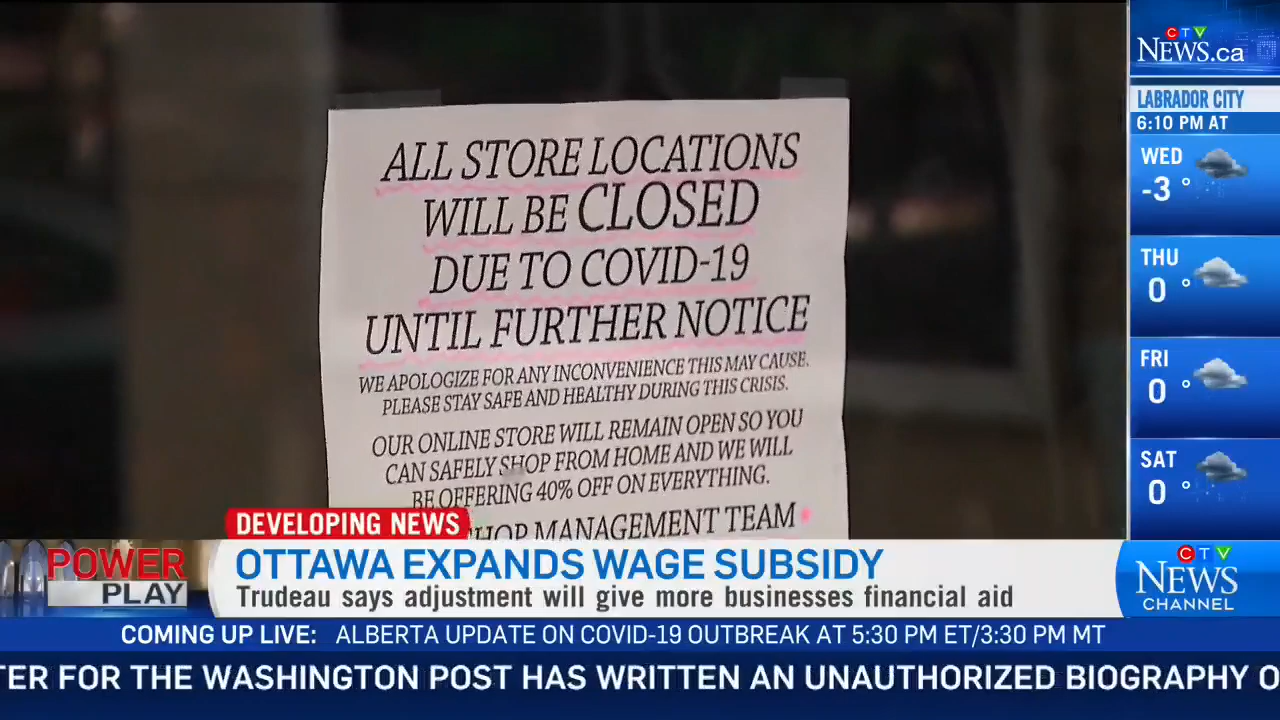 ALL STORE LOCATIONS
WILL BE CLOSED
DUE TO COVID-19
UNTIL FURTHER NOTICE
WE APOLOGIZE FOR ANY INCONVENIENCE THIS MAY CAUSE.
PLEASE STAY SAFE AND HEALTHY DURING THIS CRISIS.
OUR ONLINE STORE WILL REMAIN OPEN SO YOU
CAN SAFELY SHOP FROM HOME AND WE WILL
BE OFFERING 40% OFF ON EVERYTHING.
MANAGEMENT TEAM
CTV
NEWS.ca
LABRADOR CITY
6:10 PM AT
WED
-3 °
THU
0 °
FRI
0 °
SAT
0 °
DEVELOPING NEWS
POWER
PLAY
OTTAWA EXPANDS WAGE SUBSIDY
Trudeau says adjustment will give more businesses financial aid
CTV
NEWS
CHANNEL
COMING UP LIVE: ALBERTA UPDATE ON COVID-19 OUTBREAK AT 5:30 PM ET/3:30 PM MT
TER FOR THE WASHINGTON POST HAS WRITTEN AN UNAUTHORIZED BIOGRAPHY O